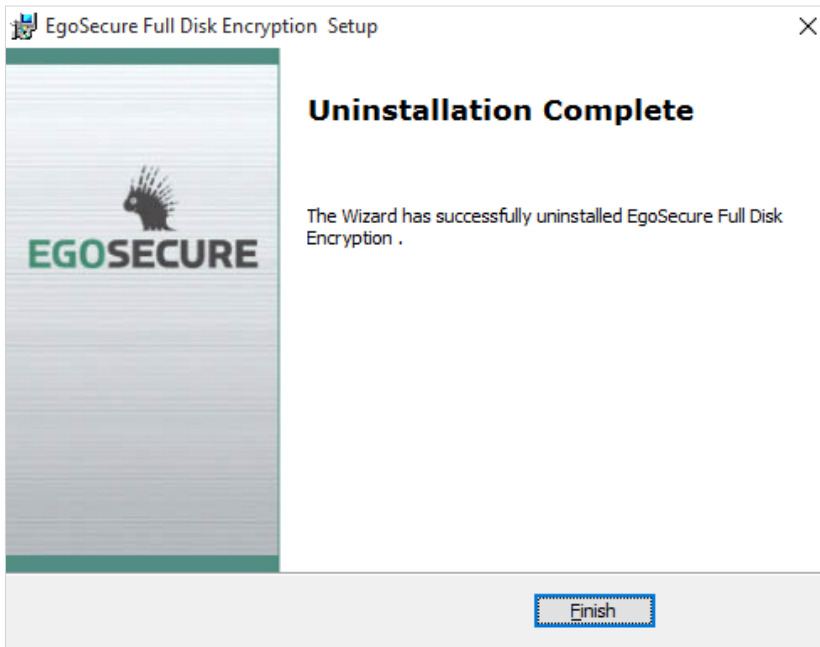 EgoSecure Full Disk Encryption  Setup
Uninstallation Complete
The Wizard has successfully uninstalled EgoSecure Full Disk
Encryption .
EGOSECURE
Finish